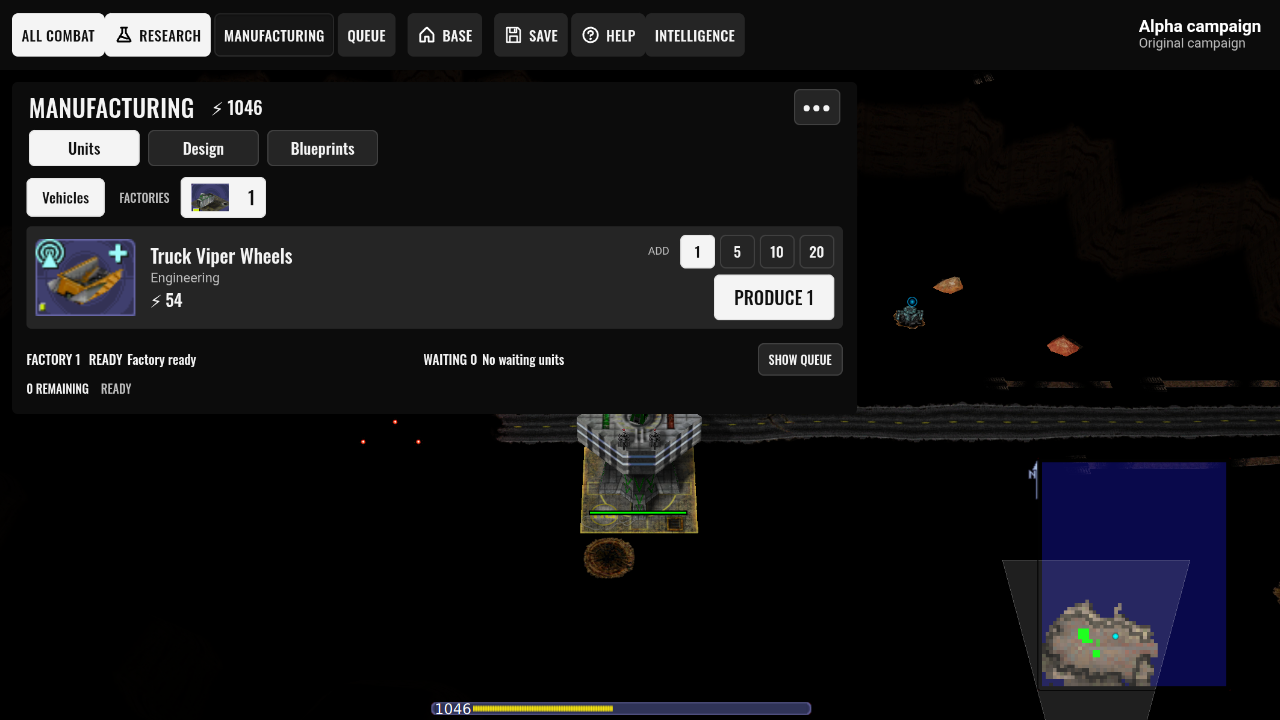 ALL COMBAT RESEARCH MANUFACTURING QUEUE BASE SAVE HELP INTELLIGENCE
Alpha campaign
Original campaign
MANUFACTURING 1046
Units Design Blueprints
Vehicles FACTORIES 1
Truck Viper Wheels
Engineering
54
ADD 1 5 10 20
PRODUCE 1
FACTORY 1 READY Factory ready WAITING 0 No waiting units SHOW QUEUE
0 REMAINING READY
N
1046